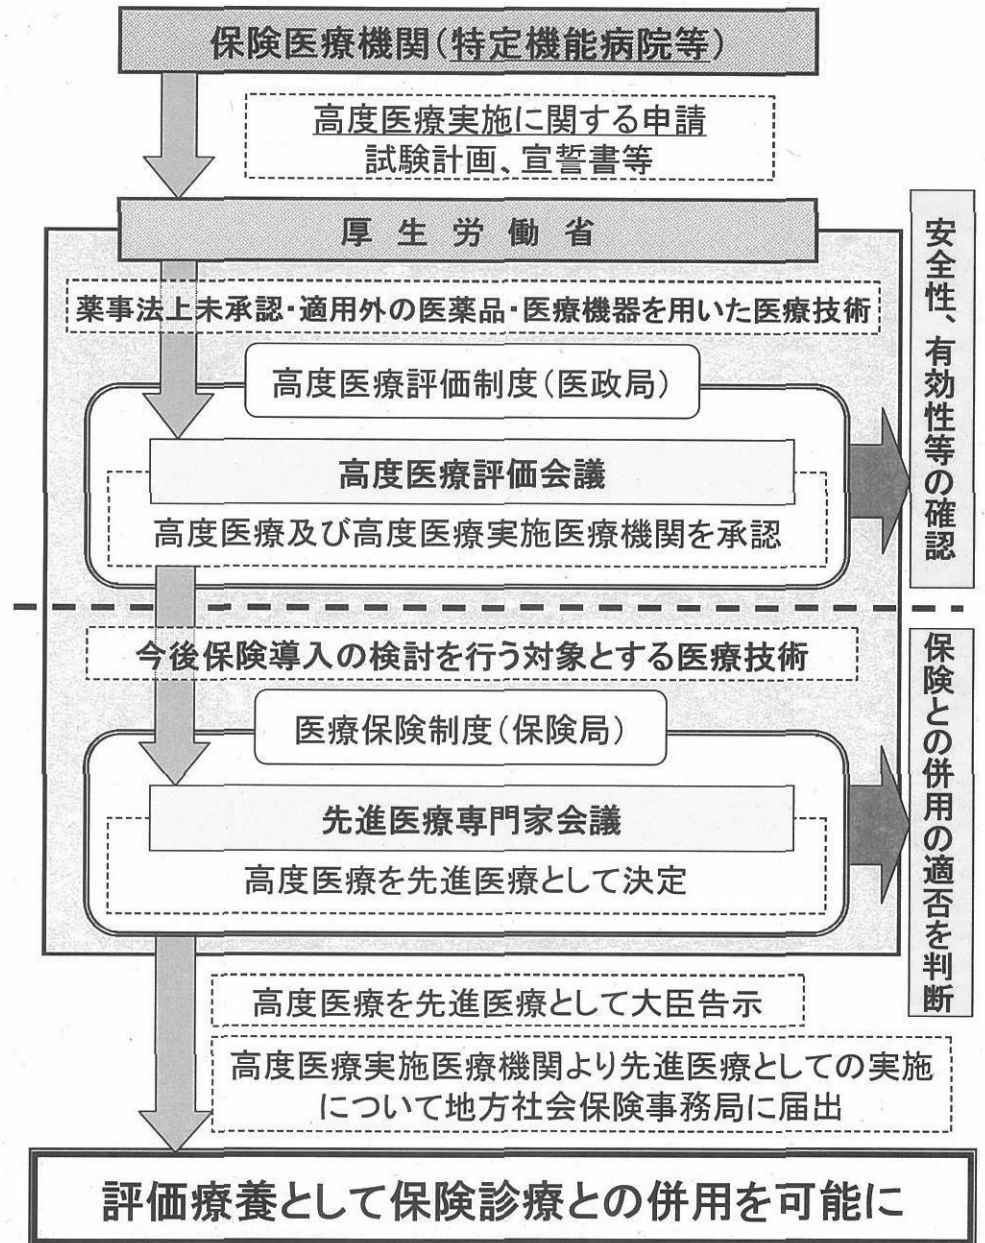 保険医療機関(特定機能病院等)
高度医療実施に関する申請
試験計画、宣誓書等
厚生労働省
薬事法上未承認・適用外の医薬品・医療機器を用いた医療技術
高度医療評価制度(医政局)
高度医療評価会議
高度医療及び高度医療実施医療機関を承認
安全性、有効性等の確認
今後保険導入の検討を行う対象とする医療技術
医療保険制度(保険局)
先進医療専門家会議
高度医療を先進医療として決定
保険との併用の適否を判断
高度医療を先進医療として大臣告示
高度医療実施医療機関より先進医療としての実施
について地方社会保険事務局に届出
評価療養として保険診療との併用を可能に